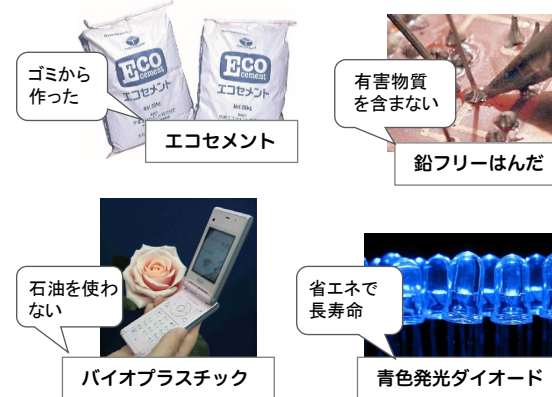 ゴミから
作った
ECO
cement
エコセメント
ECO
cement
エコセメント
エコセメント
有害物質
を含まない
鉛フリーはんだ
石油を使わ
ない
バイオプラスチック
省エネで
長寿命
青色発光ダイオード